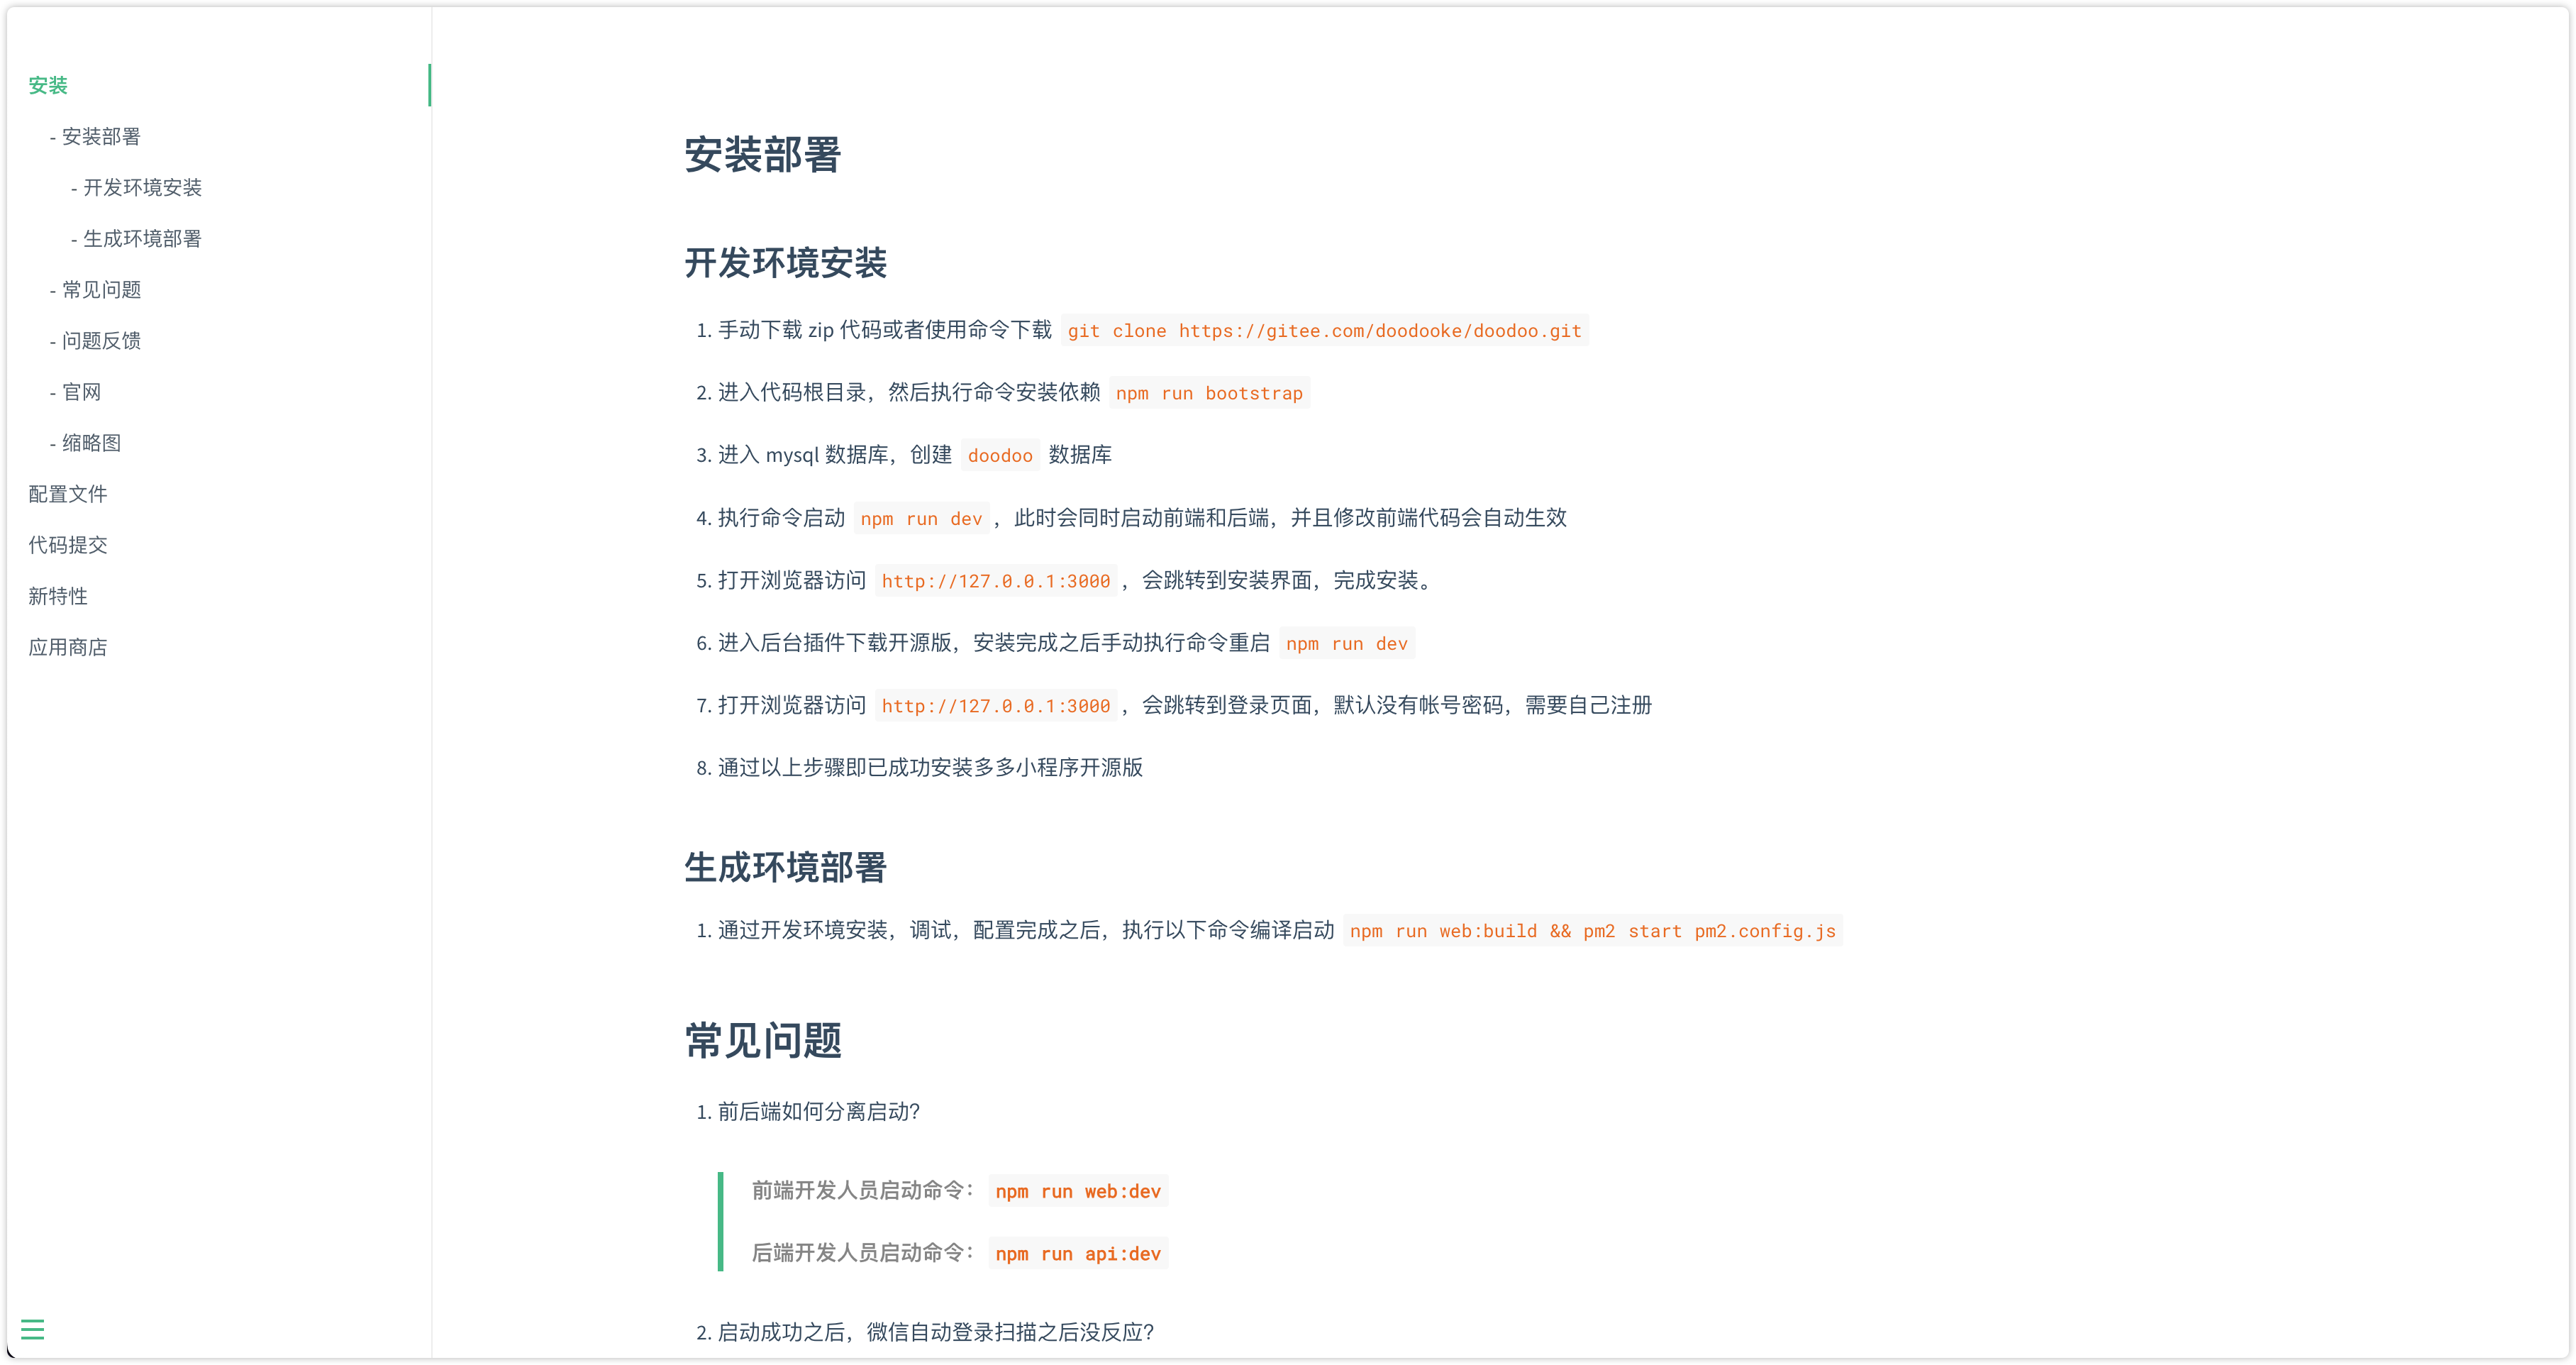 安装
- 安装部署
- 开发环境安装
- 生成环境部署
- 常见问题
- 问题反馈
- 官网
- 缩略图
配置文件
代码提交
新特性
应用商店
安装部署
开发环境安装
1. 手动下载 zip 代码或者使用命令下载 git clone https://gitee.com/doodooke/doodoo.git
2. 进入代码根目录，然后执行命令安装依赖 npm run bootstrap
3. 进入 mysql 数据库，创建 doodoo 数据库
4. 执行命令启动 npm run dev ，此时会同时启动前端和后端，并且修改前端代码会自动生效
5. 打开浏览器访问 http://127.0.0.1:3000 ，会跳转到安装界面，完成安装。
6. 进入后台插件下载开源版，安装完成之后手动执行命令重启 npm run dev
7. 打开浏览器访问 http://127.0.0.1:3000 ，会跳转到登录页面，默认没有帐号密码，需要自己注册
8. 通过以上步骤即已成功安装多多小程序开源版
生成环境部署
1. 通过开发环境安装，调试，配置完成之后，执行以下命令编译启动 npm run web:build && pm2 start pm2.config.js
常见问题
1. 前后端如何分离启动？
前端开发人员启动命令： npm run web:dev
后端开发人员启动命令： npm run api:dev
2. 启动成功之后，微信自动登录扫描之后没反应？